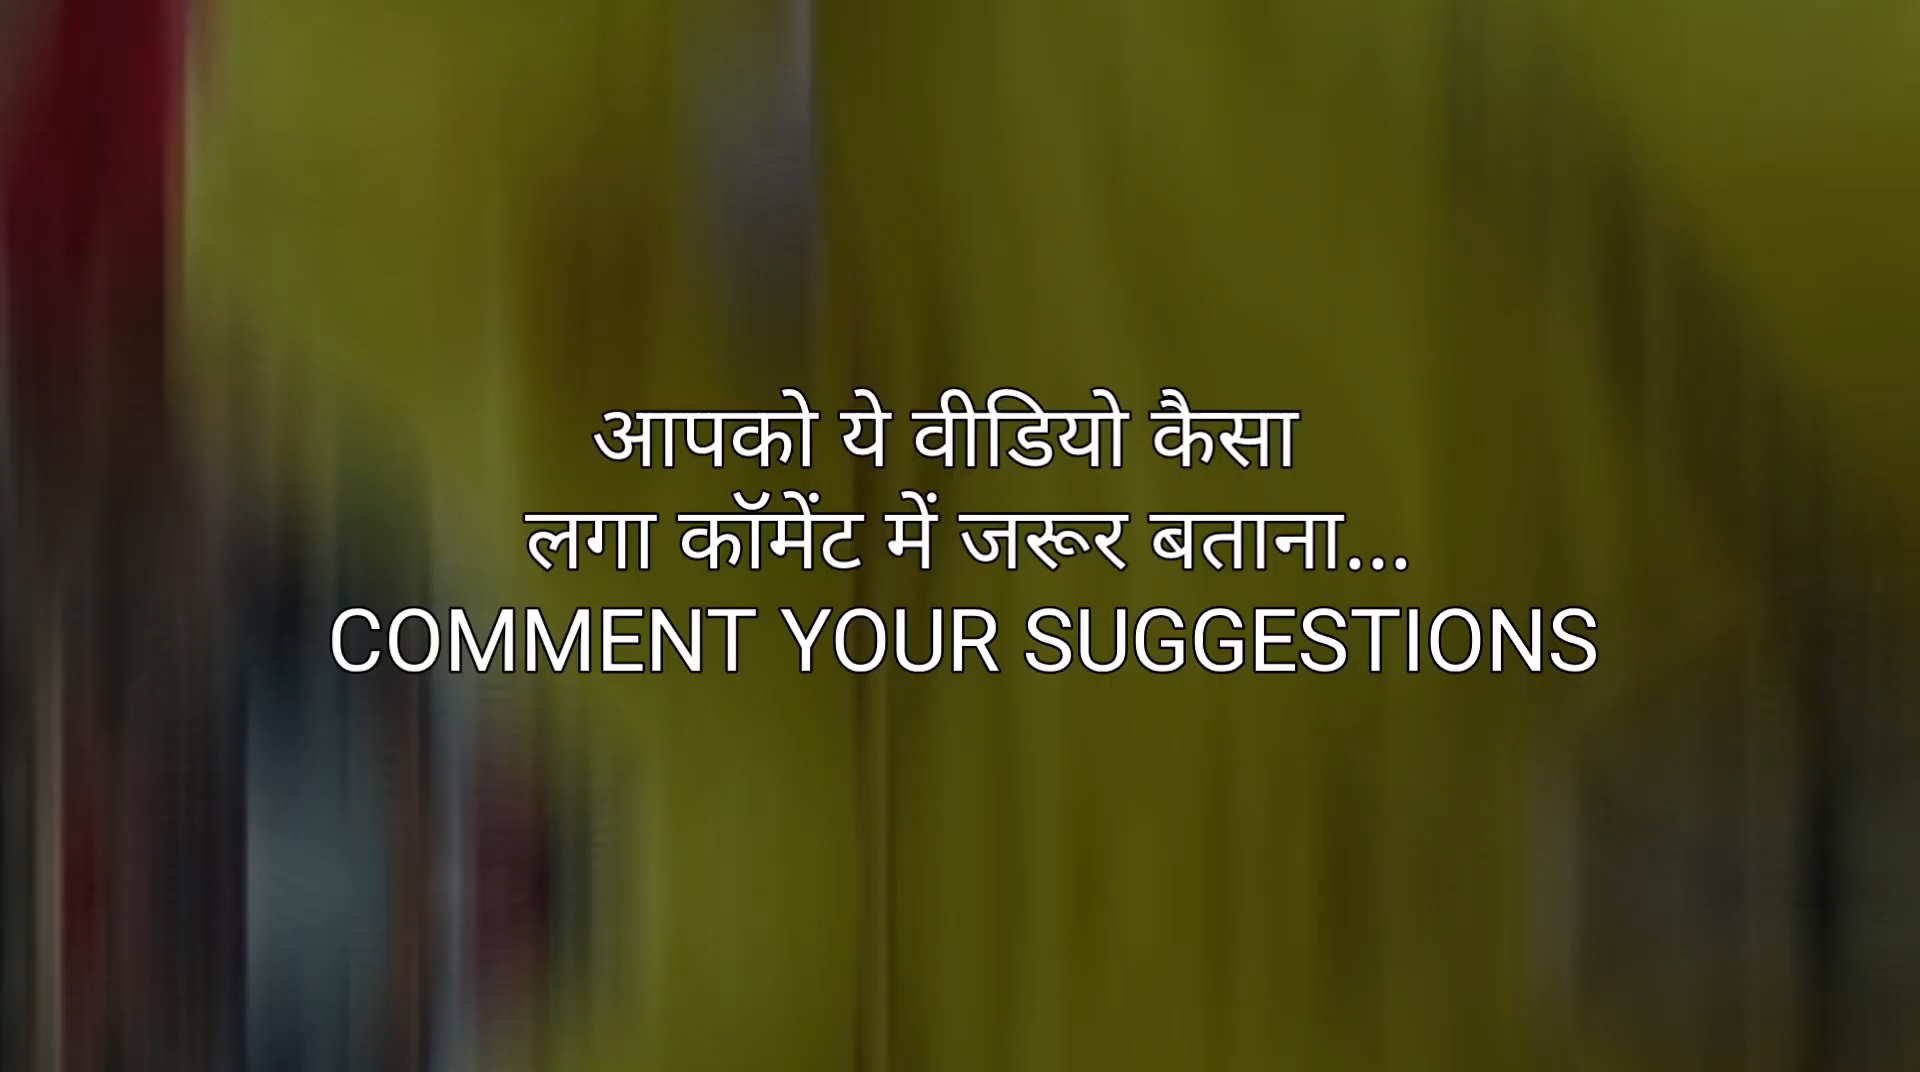 आपको ये वीडियो कैसा
लगा कॉमेंट में जरूर बताना...
COMMENT YOUR SUGGESTIONS